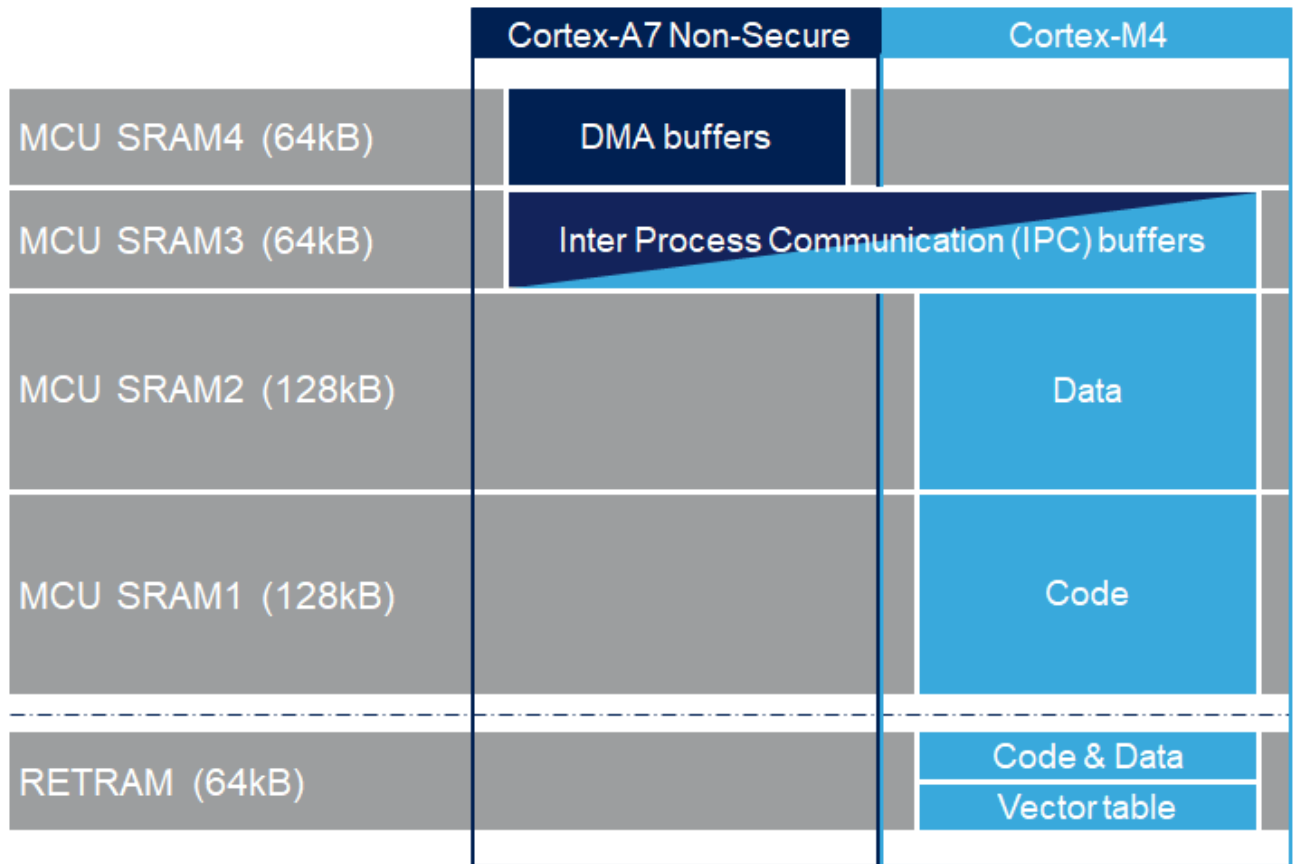 Cortex-A7 Non-Secure
Cortex-M4
MCU SRAM4 (64kB)
DMA buffers
MCU SRAM3 (64kB)
Inter Process Communication (IPC) buffers
MCU SRAM2 (128kB)
Data
MCU SRAM1 (128kB)
Code
RETRAM (64kB)
Code & Data
Vector table